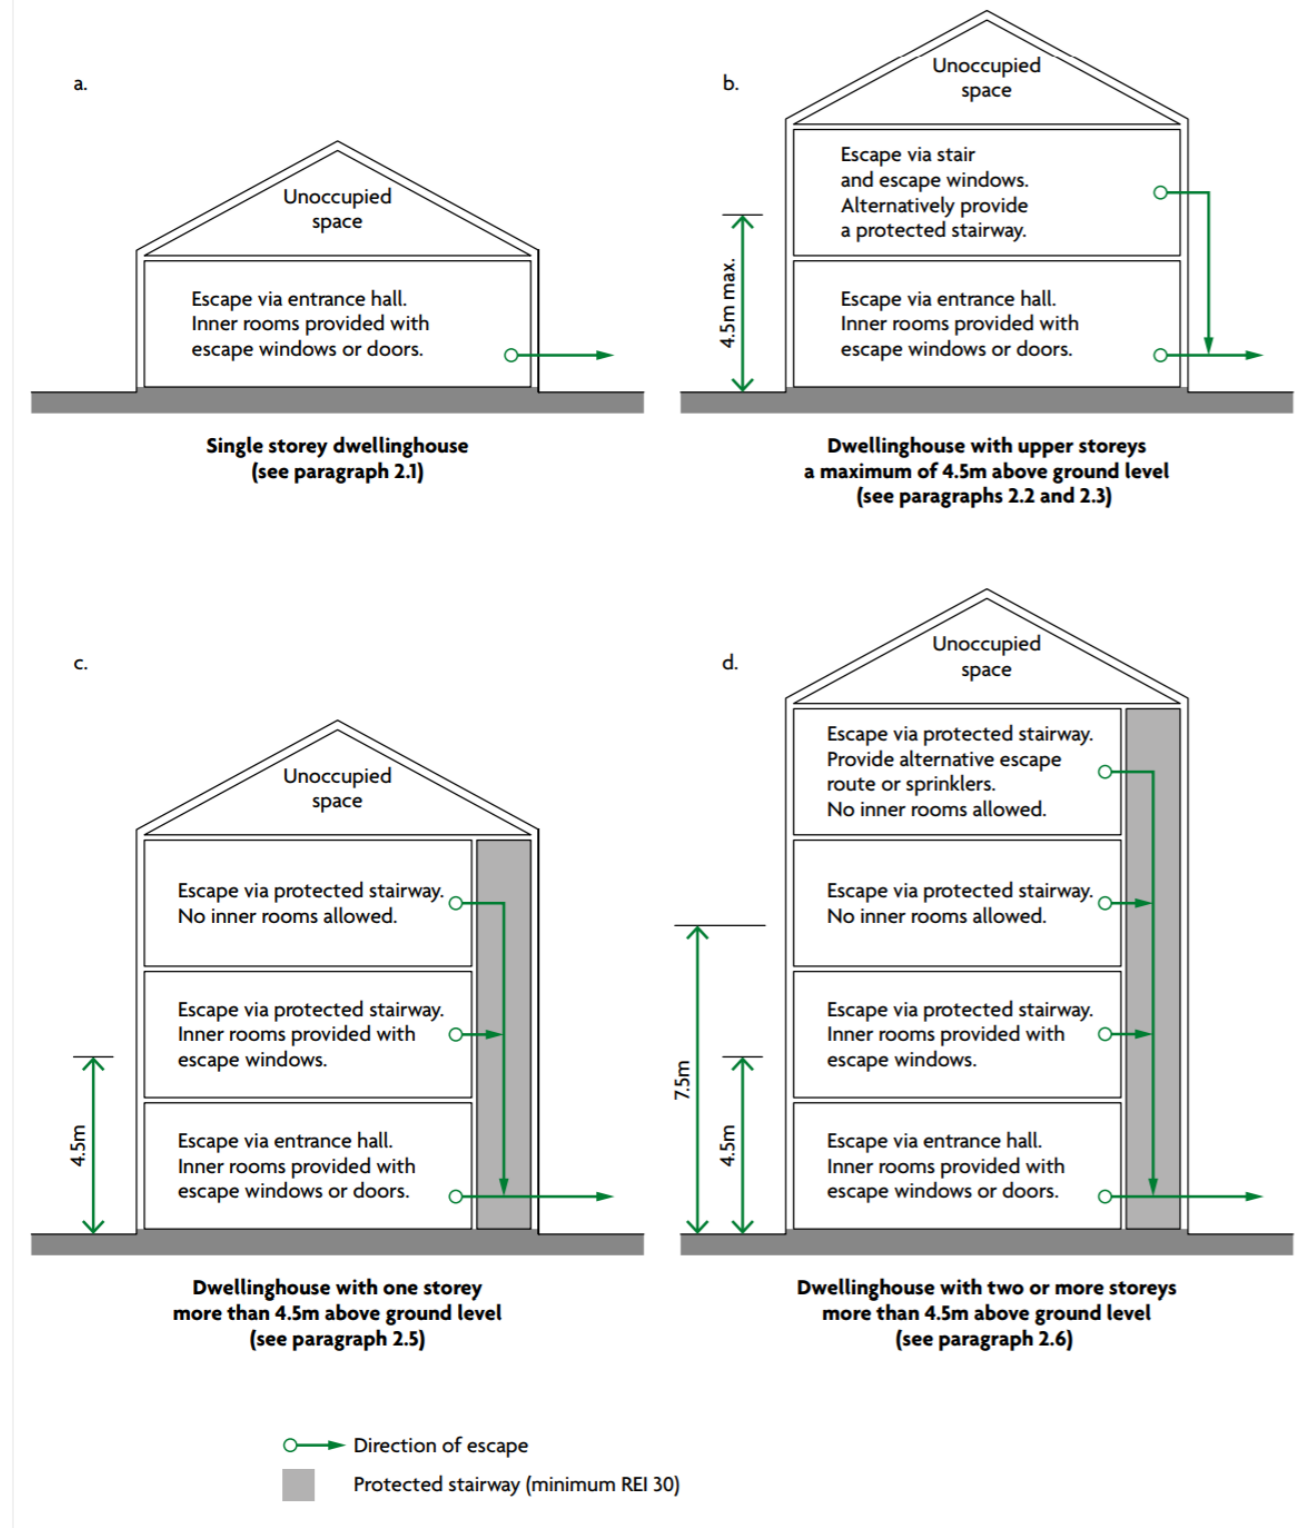 a.
Unoccupied
space
Escape via entrance hall.
Inner rooms provided with
escape windows or doors.
Single storey dwellinghouse
(see paragraph 2.1)
b.
Unoccupied
space
Escape via stair
and escape windows.
Alternatively provide
a protected stairway.
4.5m max.
Escape via entrance hall.
Inner rooms provided with
escape windows or doors.
Dwellinghouse with upper storeys
a maximum of 4.5m above ground level
(see paragraphs 2.2 and 2.3)
c.
Unoccupied
space
Escape via protected stairway.
No inner rooms allowed.
Escape via protected stairway.
Inner rooms provided with
escape windows.
4.5m
Escape via entrance hall.
Inner rooms provided with
escape windows or doors.
Dwellinghouse with one storey
more than 4.5m above ground level
(see paragraph 2.5)
d.
Unoccupied
space
Escape via protected stairway.
Provide alternative escape
route or sprinklers.
No inner rooms allowed.
Escape via protected stairway.
No inner rooms allowed.
7.5m
Escape via protected stairway.
Inner rooms provided with
escape windows.
4.5m
Escape via entrance hall.
Inner rooms provided with
escape windows or doors.
Dwellinghouse with two or more storeys
more than 4.5m above ground level
(see paragraph 2.6)
Direction of escape
Protected stairway (minimum REI 30)